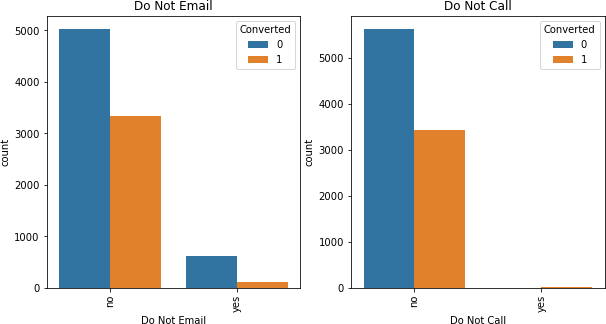 Do Not Email
Converted
0
1
5000
4000
3000
2000
1000
0
count
no
yes
Do Not Email
Do Not Call
Converted
0
1
5000
4000
3000
2000
1000
0
count
no
yes
Do Not Call